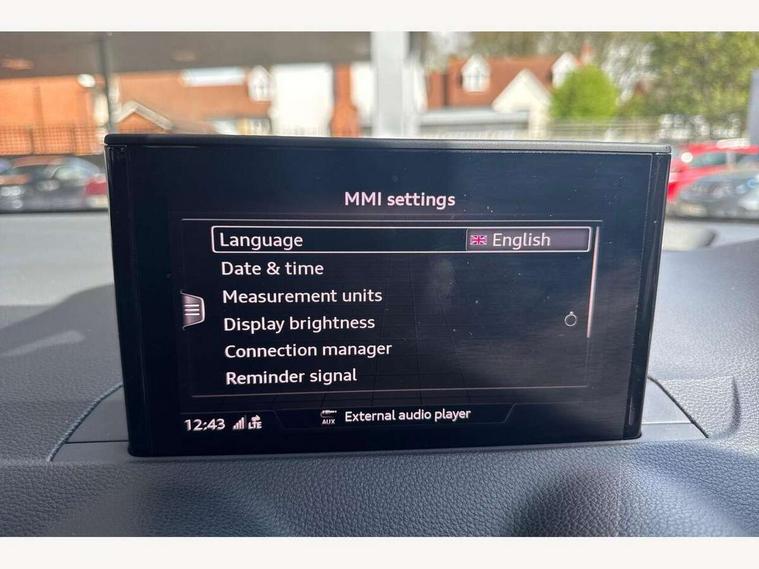 MMI settings
Language English
Date & time
Measurement units
Display brightness
Connection manager
Reminder signal
12:43 LTE AUX External audio player